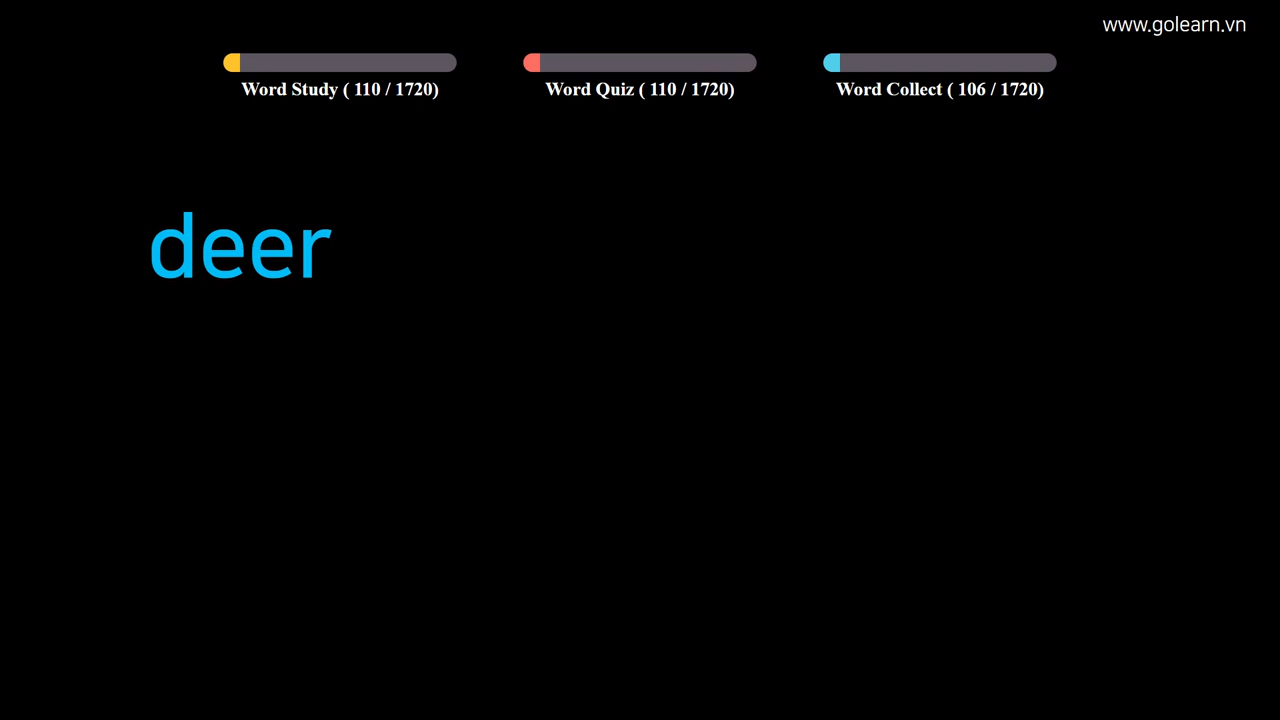 www.golearn.vn
Word Study ( 110 / 1720)
Word Quiz ( 110 / 1720)
Word Collect ( 106 / 1720)
deer